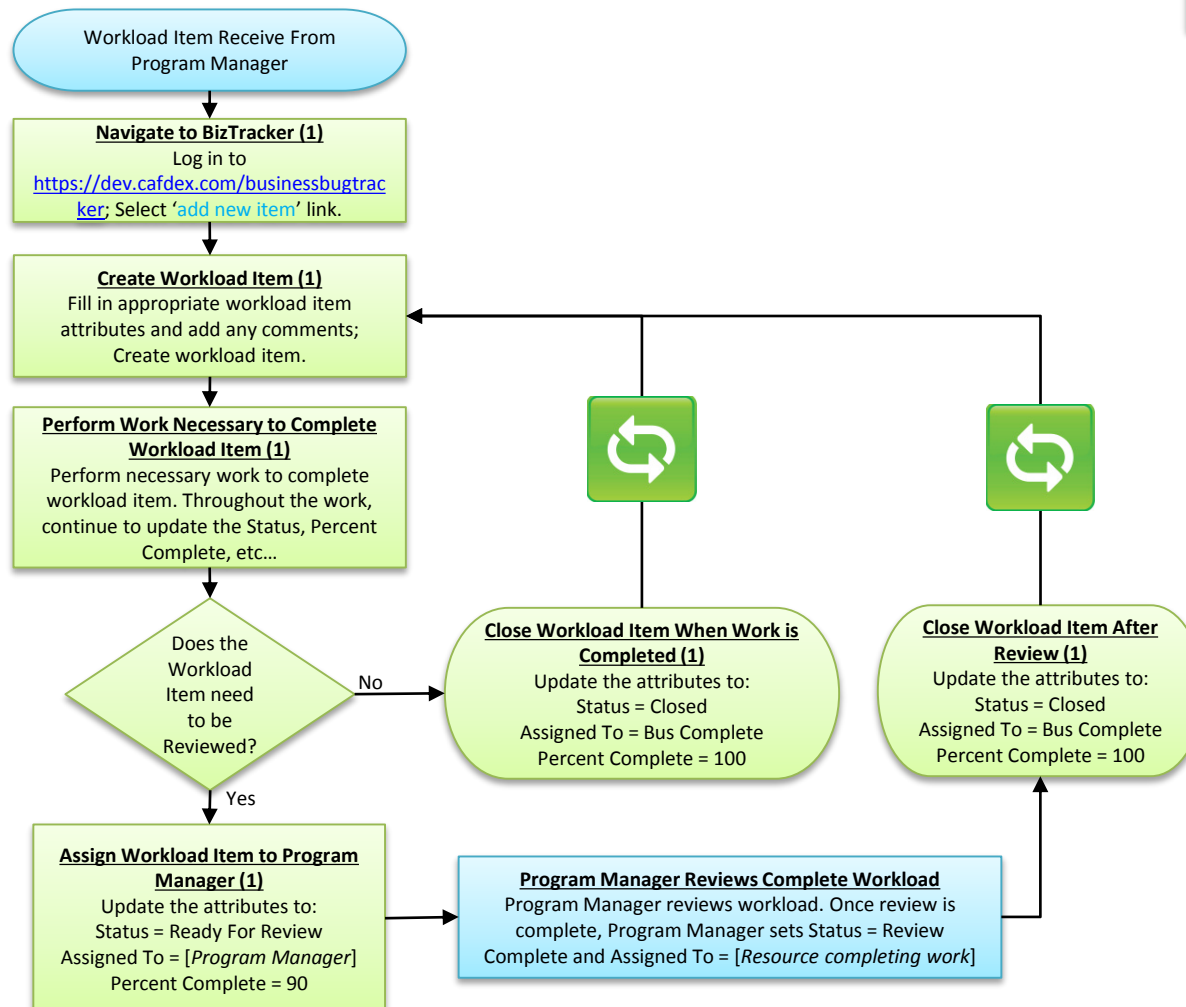 Workload Item Receive From
Program Manager
Navigate to BizTracker (1)
Log in to
https://dev.cafdex.com/businessbugtrac
ker; Select ‘add new item’ link.
Create Workload Item (1)
Fill in appropriate workload item
attributes and add any comments;
Create workload item.
Perform Work Necessary to Complete
Workload Item (1)
Perform necessary work to complete
workload item. Throughout the work,
continue to update the Status, Percent
Complete, etc…
Does the
Workload
Item need
to be
Reviewed?
No
Close Workload Item When Work is
Completed (1)
Update the attributes to:
Status = Closed
Assigned To = Bus Complete
Percent Complete = 100
Close Workload Item After
Review (1)
Update the attributes to:
Status = Closed
Assigned To = Bus Complete
Percent Complete = 100
Yes
Assign Workload Item to Program
Manager (1)
Update the attributes to:
Status = Ready For Review
Assigned To = [Program Manager]
Percent Complete = 90
Program Manager Reviews Complete Workload
Program Manager reviews workload. Once review is
complete, Program Manager sets Status = Review
Complete and Assigned To = [Resource completing work]